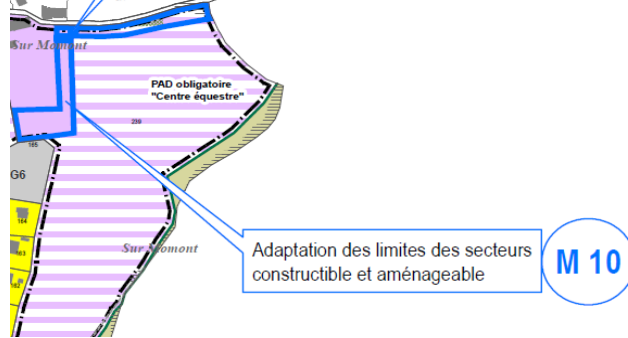 Sur Momont
PAD obligatoire
"Centre équestre"
239
165
G6
164
163
Sur Momont
Adaptation des limites des secteurs
constructible et aménageable
M 10